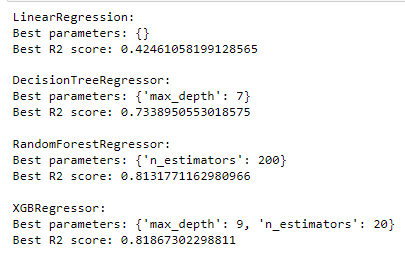 LinearRegression:
Best parameters: {}
Best R2 score: 0.42461058199128565
DecisionTreeRegressor:
Best parameters: {'max_depth': 7}
Best R2 score: 0.7338950553018575
RandomForestRegressor:
Best parameters: {'n_estimators': 200}
Best R2 score: 0.8131771162980966
XGBRegressor:
Best parameters: {'max_depth': 9, 'n_estimators': 20}
Best R2 score: 0.81867302298811